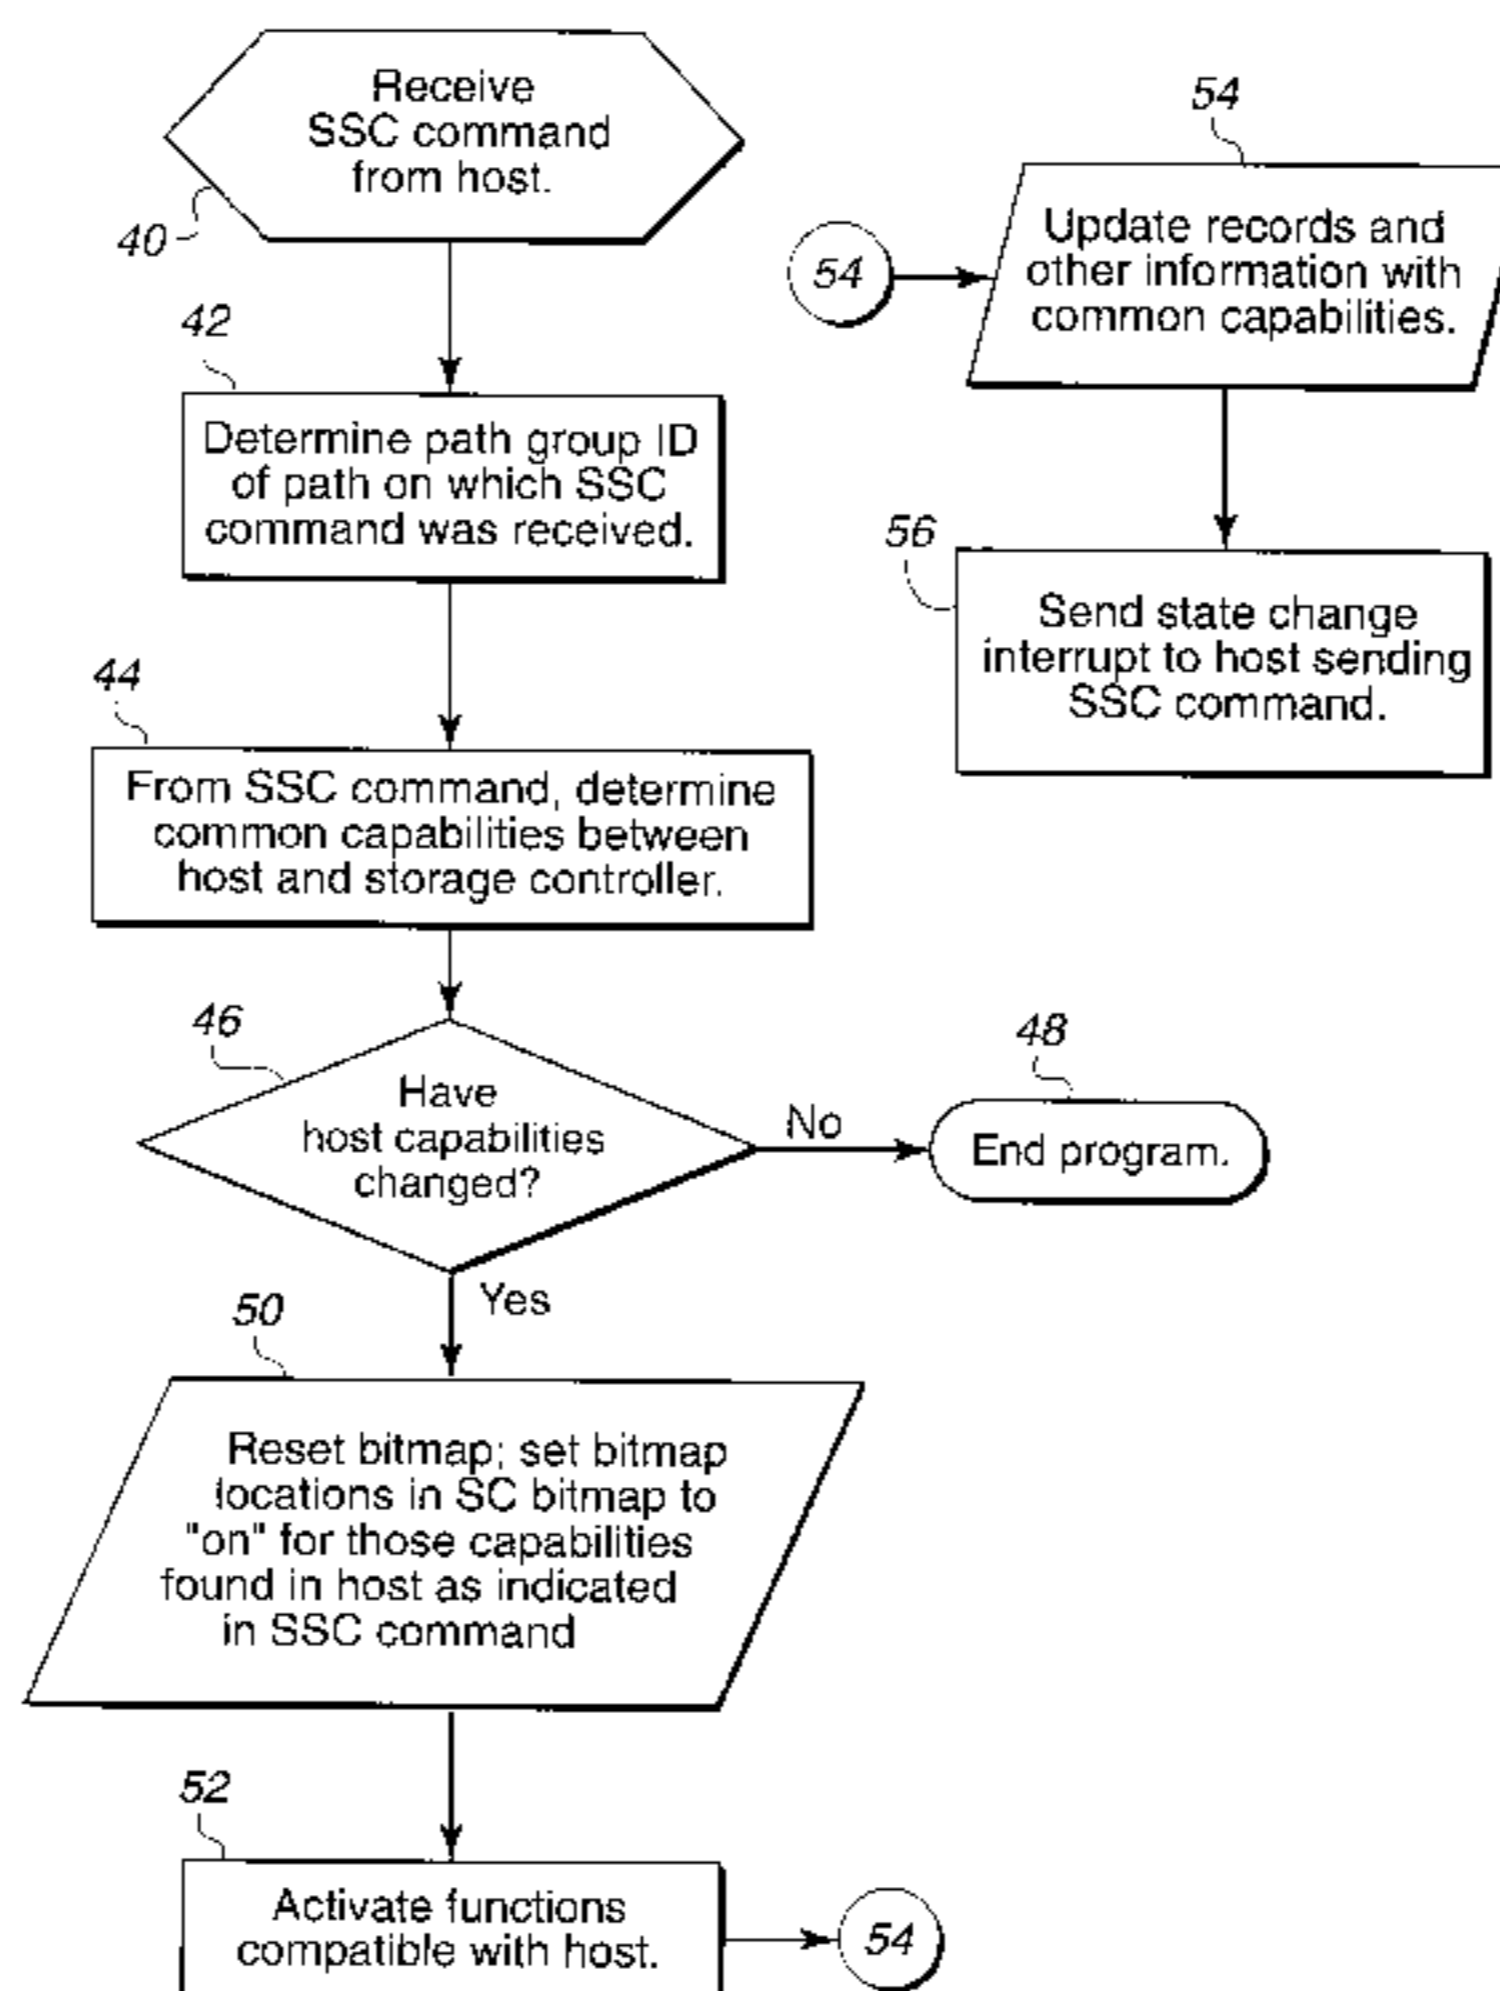 Receive
SSC command
from host.
40
42
Determine path group ID
of path on which SSC
command was received.
44
From SSC command, determine
common capabilities between
host and storage controller.
46
Have
host capabilities
changed?
No
48
End program.
Yes
50
Reset bitmap; set bitmap
locations in SC bitmap to
"on" for those capabilities
found in host as indicated
in SSC command
52
Activate functions
compatible with host.
54
54
54
Update records and
other information with
common capabilities.
56
Send state change
interrupt to host sending
SSC command.